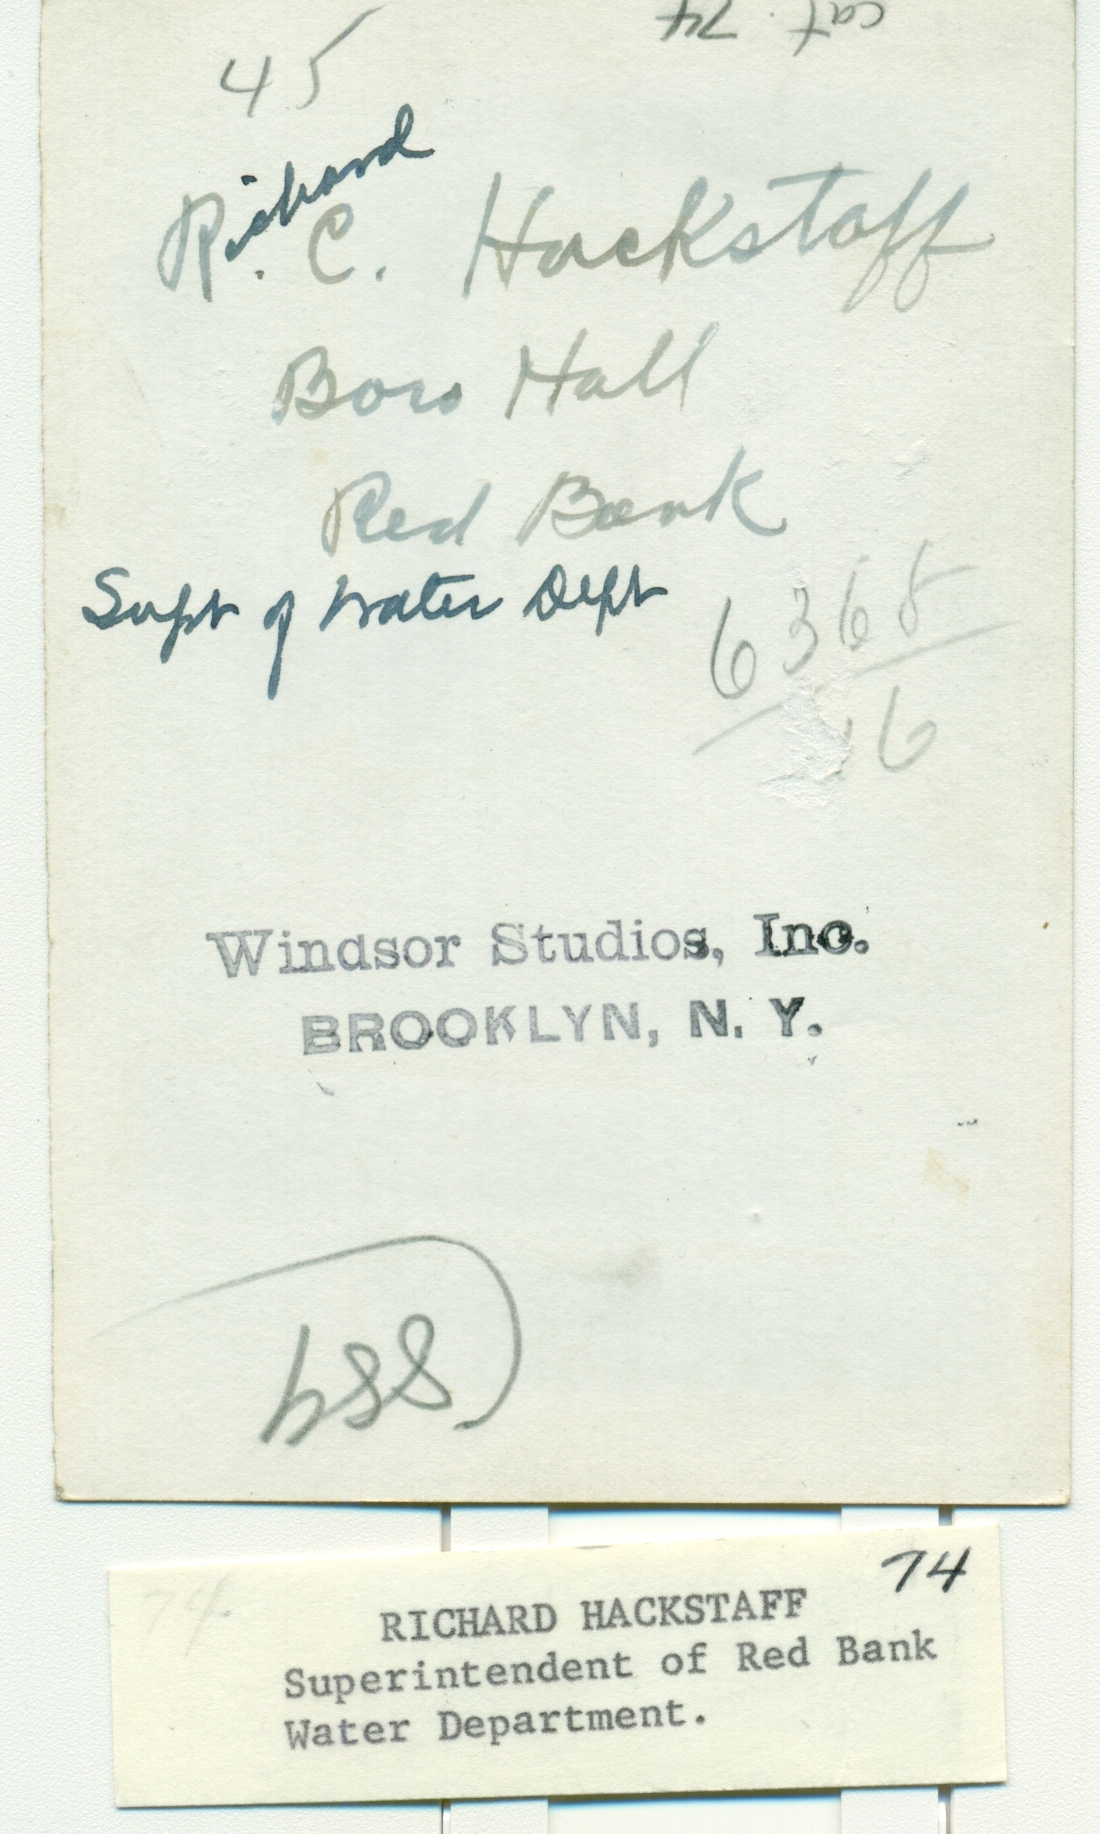 cat. 74
45
Richard
R. C. Hackstaff
Boro Hall
Red Bank
Supt of Water Dept
6368
16
Windsor Studios, Inc.
BROOKLYN, N. Y.
74
74
RICHARD HACKSTAFF
Superintendent of Red Bank
Water Department.